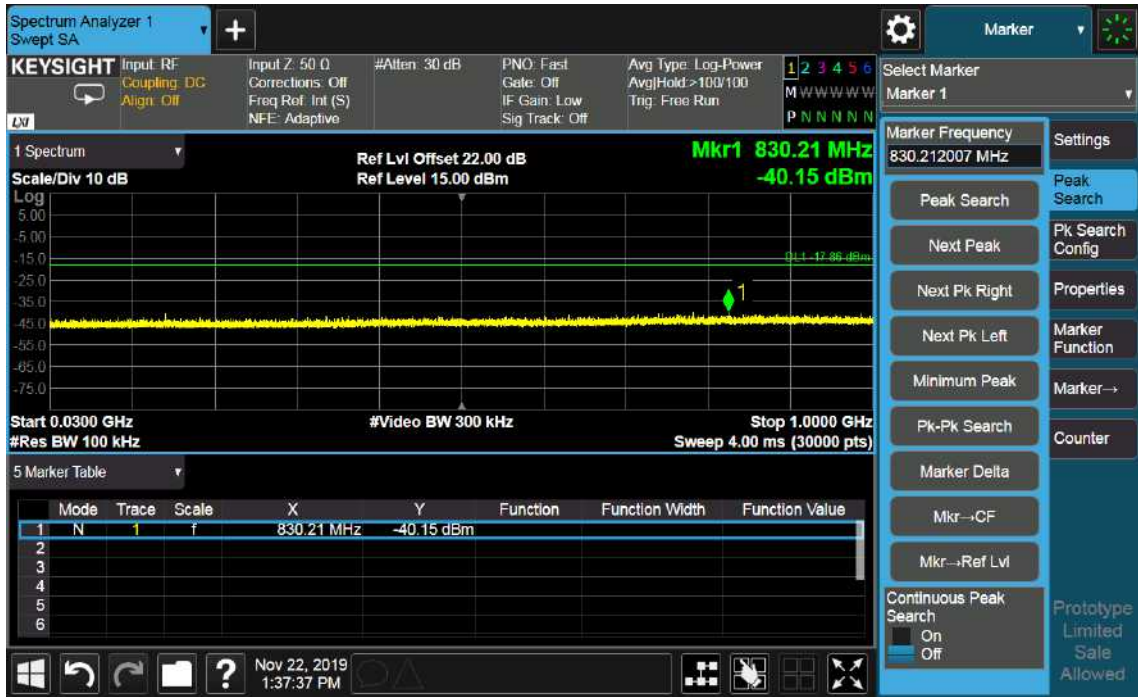 Spectrum Analyzer 1
Swept SA
+
Marker
KEYSIGHT
LXI
Input: RF
Coupling: DC
Align: Off
Input Z: 50 Ω
Corrections: Off
Freq Ref: Int (S)
NFE: Adaptive
#Atten: 30 dB
PNO: Fast
Gate: Off
IF Gain: Low
Sig Track: Off
Avg Type: Log-Power
Avg|Hold:>100/100
Trig: Free Run
1 2 3 4 5 6
M W W W W W
P N N N N N
Select Marker
Marker 1
1 Spectrum
Scale/Div 10 dB
Ref Lvl Offset 22.00 dB
Ref Level 15.00 dBm
Mkr1 830.21 MHz
-40.15 dBm
Log
5.00
-5.00
-15.0
-25.0
-35.0
-45.0
-55.0
-65.0
-75.0
DL1 -17.86 dBm
1
Start 0.0300 GHz
#Res BW 100 kHz
#Video BW 300 kHz
Stop 1.0000 GHz
Sweep 4.00 ms (30000 pts)
5 Marker Table
Mode Trace Scale X Y Function Function Width Function Value
1 N 1 f 830.21 MHz -40.15 dBm
2
3
4
5
6
Marker Frequency
830.212007 MHz
Peak Search
Next Peak
Next Pk Right
Next Pk Left
Minimum Peak
Pk-Pk Search
Marker Delta
Mkr→CF
Mkr→Ref Lvl
Continuous Peak
Search
On
Off
Settings
Peak
Search
Pk Search
Config
Properties
Marker
Function
Marker→
Counter
Prototype
Limited
Sale
Allowed
?
Nov 22, 2019
1:37:37 PM